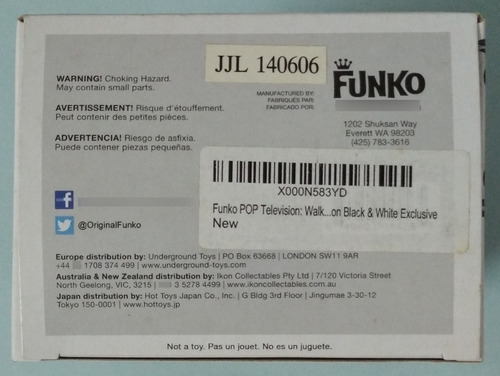 WARNING! Choking Hazard.
May contain small parts.
AVERTISSEMENT! Risque d'étouffement.
Peut contenir des petites pièces.
ADVERTENCIA! Riesgo de asfixia.
Puede contener piezas pequeñas.
@OriginalFunko
JJL 140606
FUNKO
MANUFACTURED BY:
FABRIQUÉS PAR:
FABRICADO POR:
1202 Shuksan Way
Everett WA 98203
(425) 783-3616
X000N583YD
Funko POP Television: Walk...on Black & White Exclusive
New
Europe distribution by: Underground Toys | PO Box 63668 | LONDON SW11 9AR
+44 1708 374 499 | www.underground-toys.com
Australia & New Zealand distribution by: Ikon Collectables Pty Ltd | 7/120 Victoria Street
North Geelong, VIC, 3215 | 3 5278 4499 | www.ikoncollectables.com
Japan distribution by: Hot Toys Japan Co., Inc. | G Bldg 3rd Floor | Jingumae 3-30-12
Tokyo 150-0001 | www.hottoys.jp
Not a toy. Pas un jouet. No es un juguete.